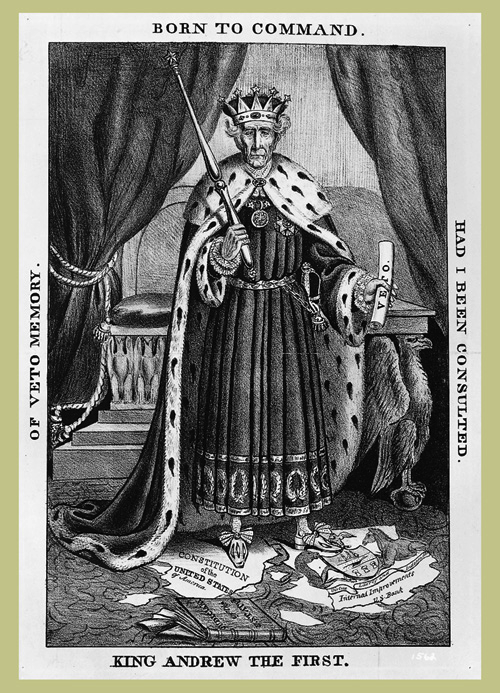 BORN TO COMMAND.
OF VETO MEMORY.
HAD I BEEN CONSULTED.
VETO.
CONSTITUTION
of the
UNITED STATES
of America.
Internal Improvements
U.S. Bank
KING ANDREW THE FIRST.